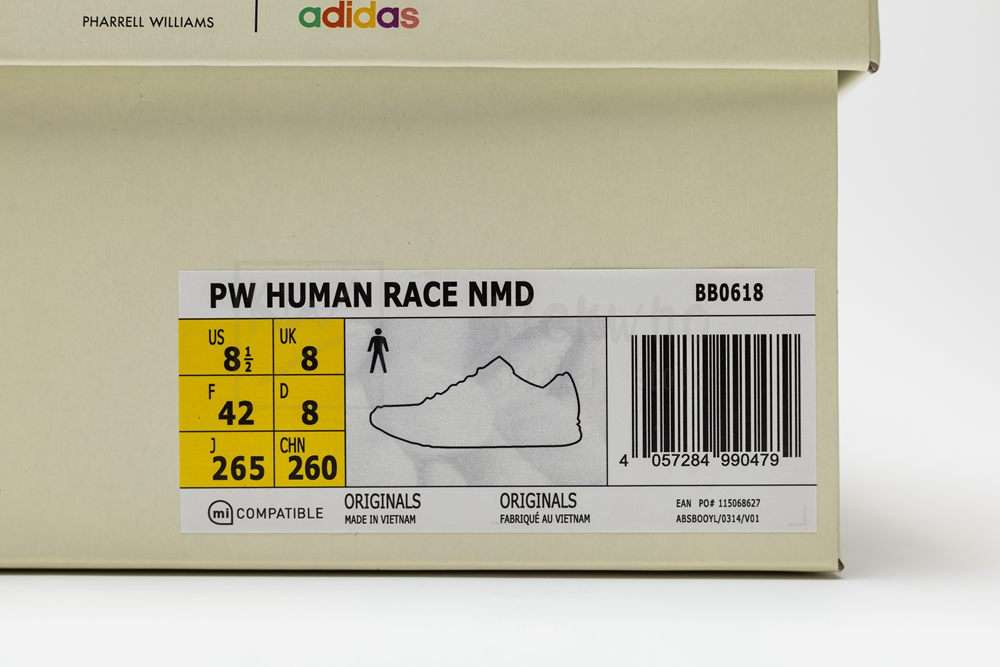 PHARRELL WILLIAMS
adidas
PW HUMAN RACE NMD
BB0618
US
8½
UK
8
F
42
D
8
J
265
CHN
260
4 057284 990479
mi COMPATIBLE
ORIGINALS
MADE IN VIETNAM
ORIGINALS
FABRIQUÉ AU VIETNAM
EAN PO# 115068627
ABSBOOYL/0314/V01